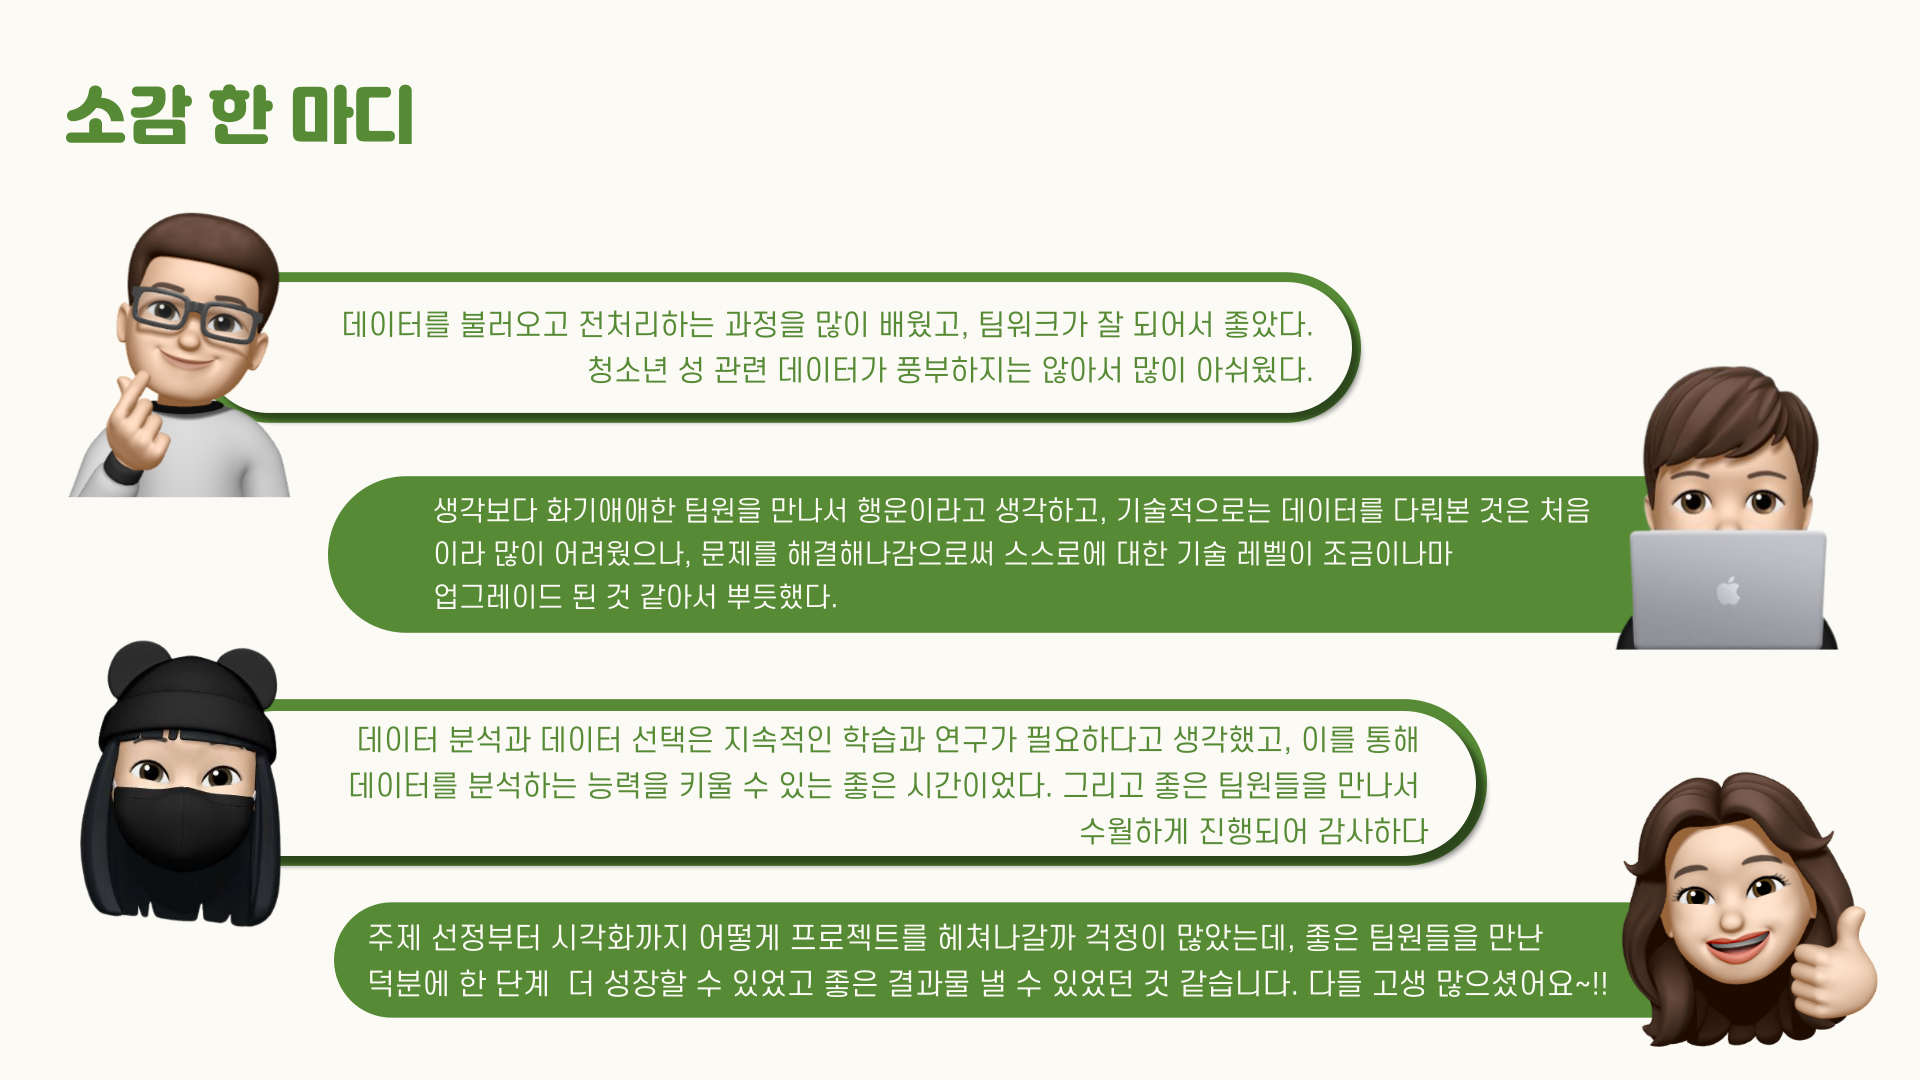 소감 한 마디
데이터를 불러오고 전처리하는 과정을 많이 배웠고, 팀워크가 잘 되어서 좋았다.
청소년 성 관련 데이터가 풍부하지는 않아서 많이 아쉬웠다.
생각보다 화기애애한 팀원을 만나서 행운이라고 생각하고, 기술적으로는 데이터를 다뤄본 것은 처음
이라 많이 어려웠으나, 문제를 해결해나감으로써 스스로에 대한 기술 레벨이 조금이나마
업그레이드 된 것 같아서 뿌듯했다.
데이터 분석과 데이터 선택은 지속적인 학습과 연구가 필요하다고 생각했고, 이를 통해
데이터를 분석하는 능력을 키울 수 있는 좋은 시간이었다. 그리고 좋은 팀원들을 만나서
수월하게 진행되어 감사하다
주제 선정부터 시각화까지 어떻게 프로젝트를 헤쳐나갈까 걱정이 많았는데, 좋은 팀원들을 만난
덕분에 한 단계 더 성장할 수 있었고 좋은 결과물 낼 수 있었던 것 같습니다. 다들 고생 많으셨어요~!!